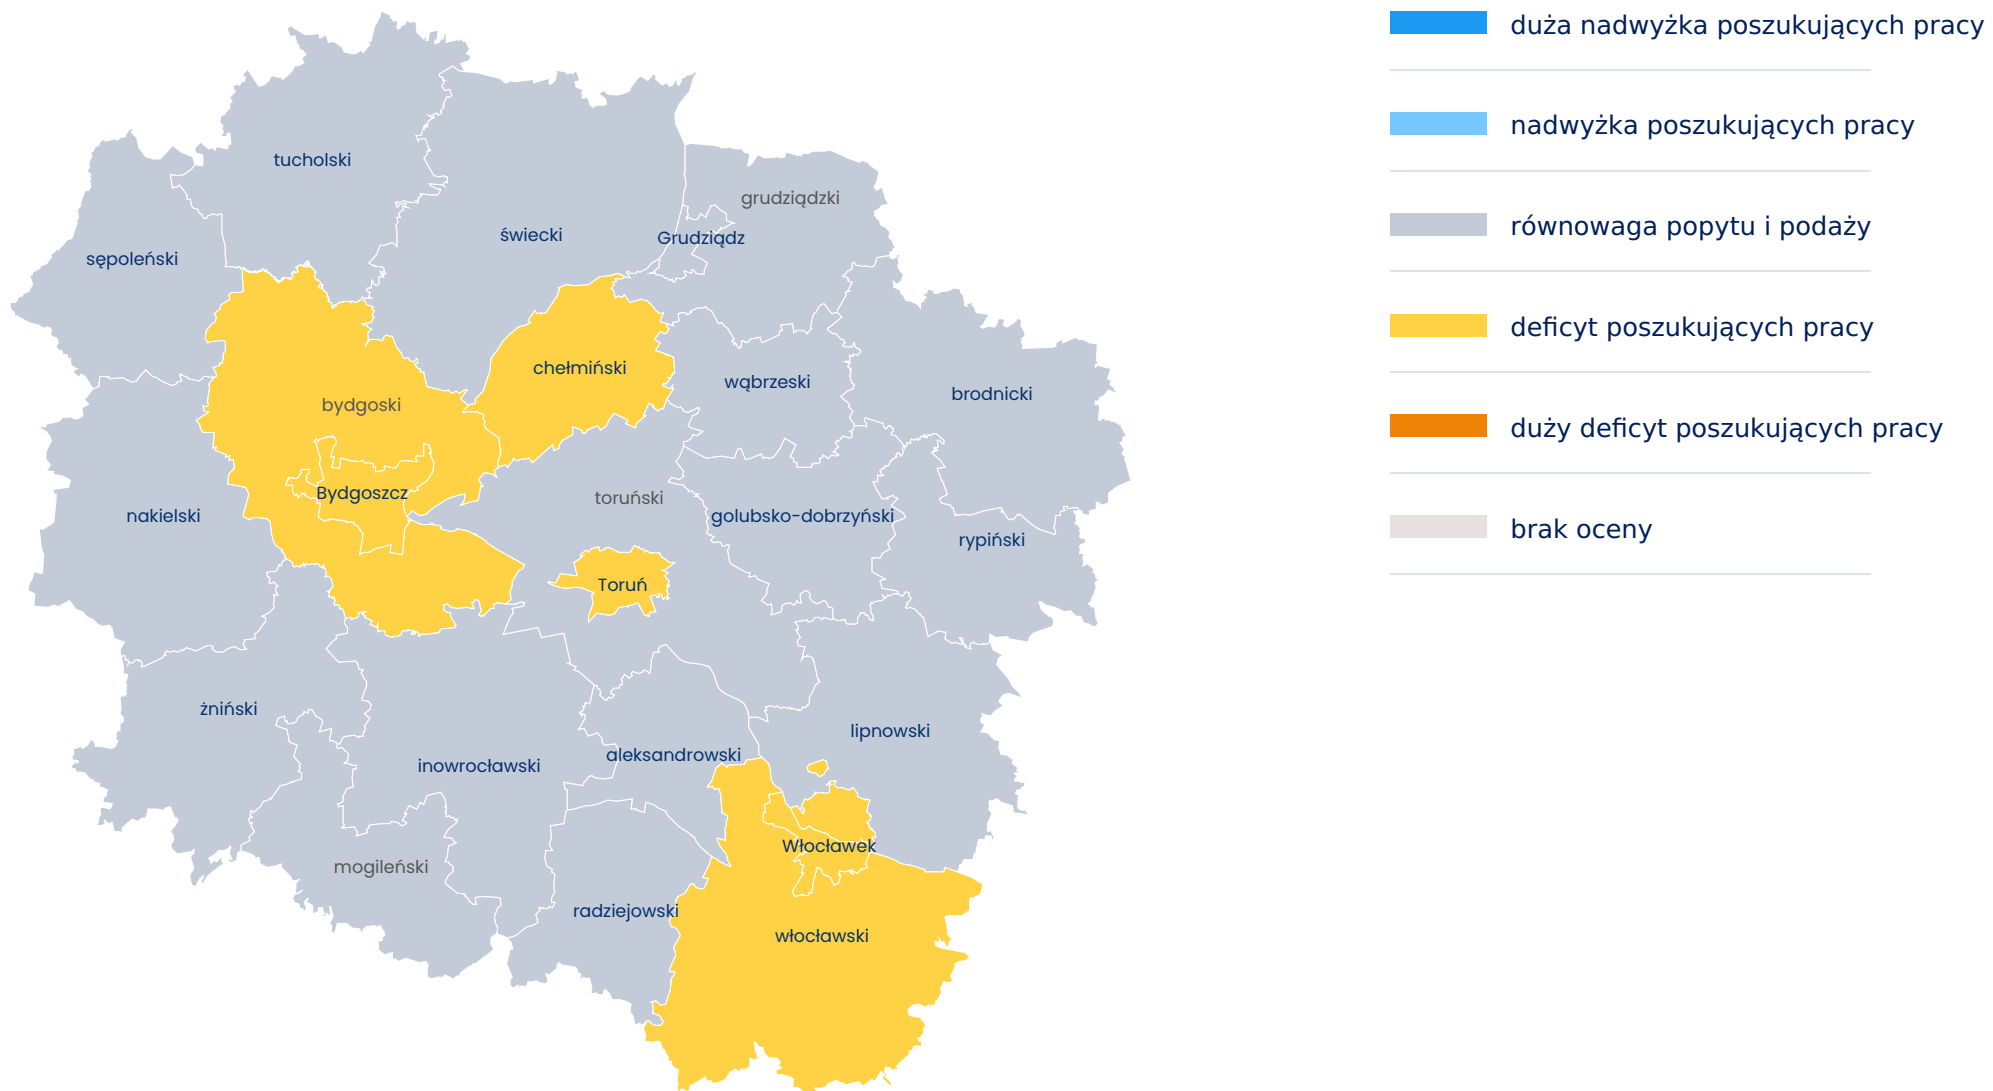 duża nadwyżka poszukujących pracy
nadwyżka poszukujących pracy
równowaga popytu i podaży
deficyt poszukujących pracy
duży deficyt poszukujących pracy
brak oceny
tucholski
grudziądzki
świecki
Grudziądz
sępoleński
chełmiński
wąbrzeski
brodnicki
bydgoski
Bydgoszcz
toruński
nakielski
golubsko-dobrzyński
rypiński
Toruń
żniński
lipnowski
aleksandrowski
inowrocławski
Włocławek
mogileński
radziejowski
włocławski